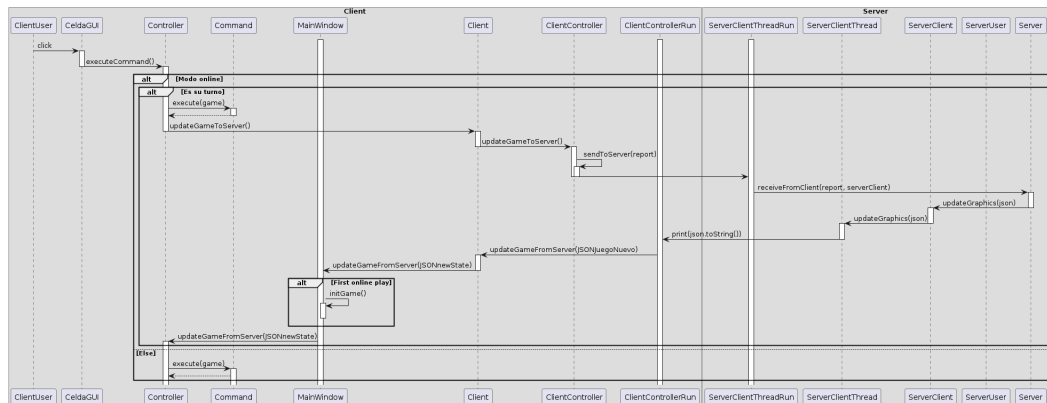 Client
Server
ClientUser
CeldaGUI
Controller
Command
MainWindow
Client
ClientController
ClientControllerRun
ServerClientThreadRun
ServerClientThread
ServerClient
ServerUser
Server
click
executeCommand()
alt [Modo online]
alt [Es su turno]
execute(game)
updateGameToServer()
updateGameToServer()
sendToServer(report)
receiveFromClient(report, serverClient)
updateGraphics(json)
updateGraphics(json)
print(json.toString())
updateGameFromServer(JSONJuegoNuevo)
updateGameFromServer(JSONnewState)
alt [First online play]
initGame()
updateGameFromServer(JSONnewState)
[Else]
execute(game)
ClientUser
CeldaGUI
Controller
Command
MainWindow
Client
ClientController
ClientControllerRun
ServerClientThreadRun
ServerClientThread
ServerClient
ServerUser
Server